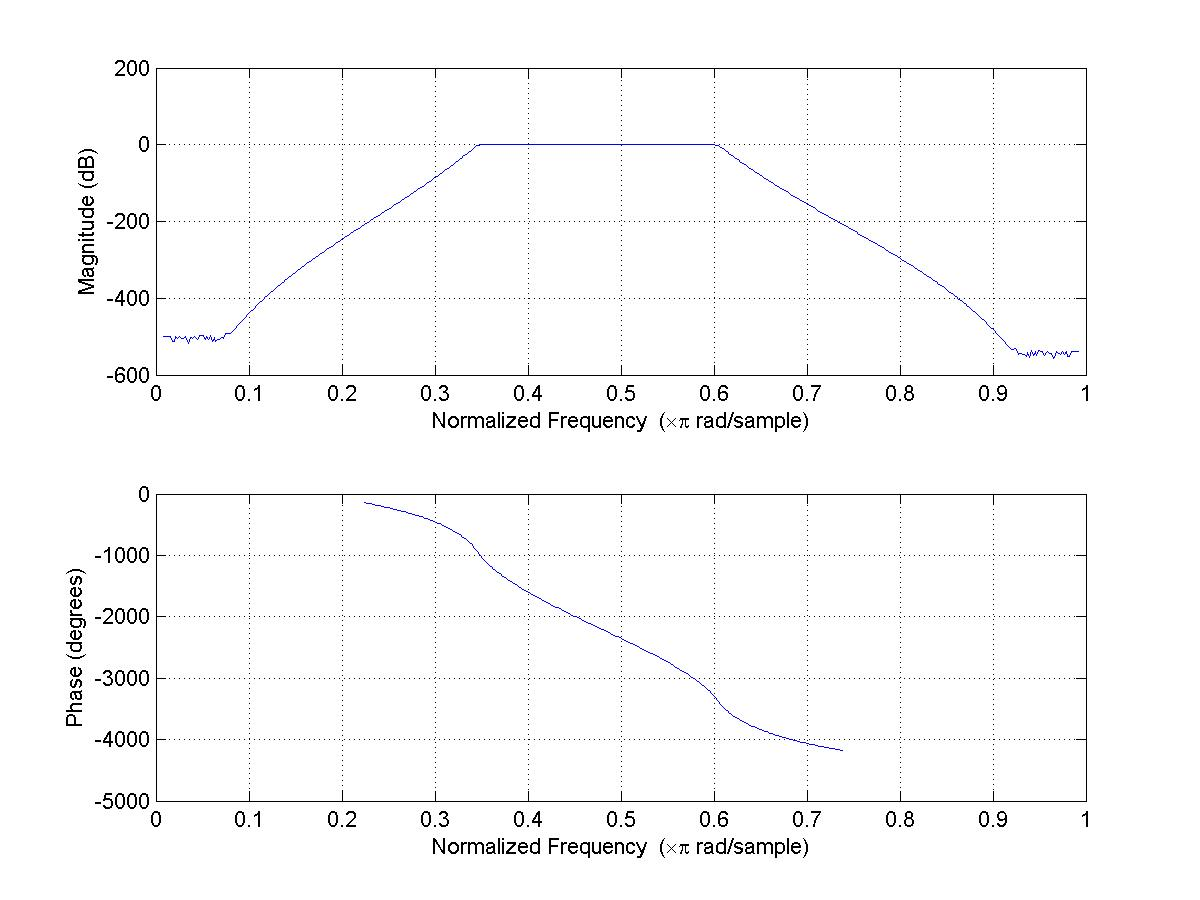 200
0
-200
-400
-600
Magnitude (dB)
0 0.1 0.2 0.3 0.4 0.5 0.6 0.7 0.8 0.9 1
Normalized Frequency (×π rad/sample)
0
-1000
-2000
-3000
-4000
-5000
Phase (degrees)
0 0.1 0.2 0.3 0.4 0.5 0.6 0.7 0.8 0.9 1
Normalized Frequency (×π rad/sample)